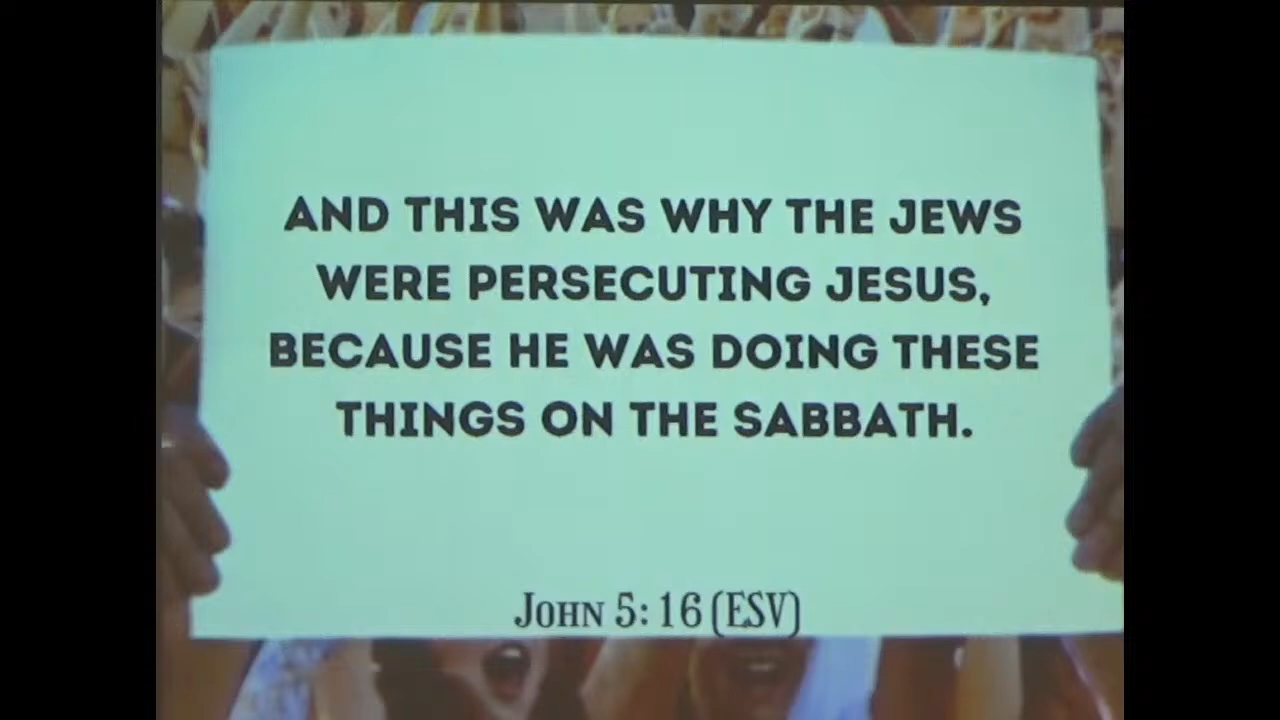 AND THIS WAS WHY THE JEWS
WERE PERSECUTING JESUS,
BECAUSE HE WAS DOING THESE
THINGS ON THE SABBATH.
JOHN 5: 16 (ESV)